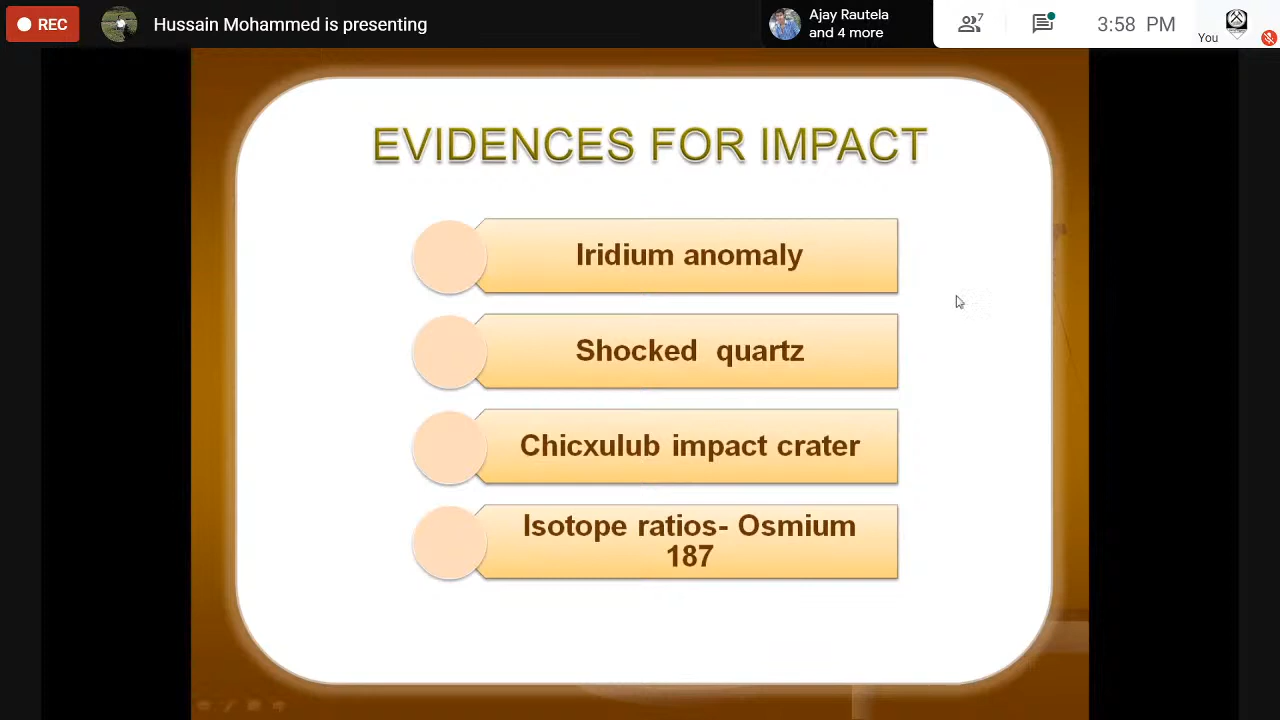 REC
Hussain Mohammed is presenting
Ajay Rautela
and 4 more
7
3:58 PM
You
EVIDENCES FOR IMPACT
Iridium anomaly
Shocked quartz
Chicxulub impact crater
Isotope ratios- Osmium
187